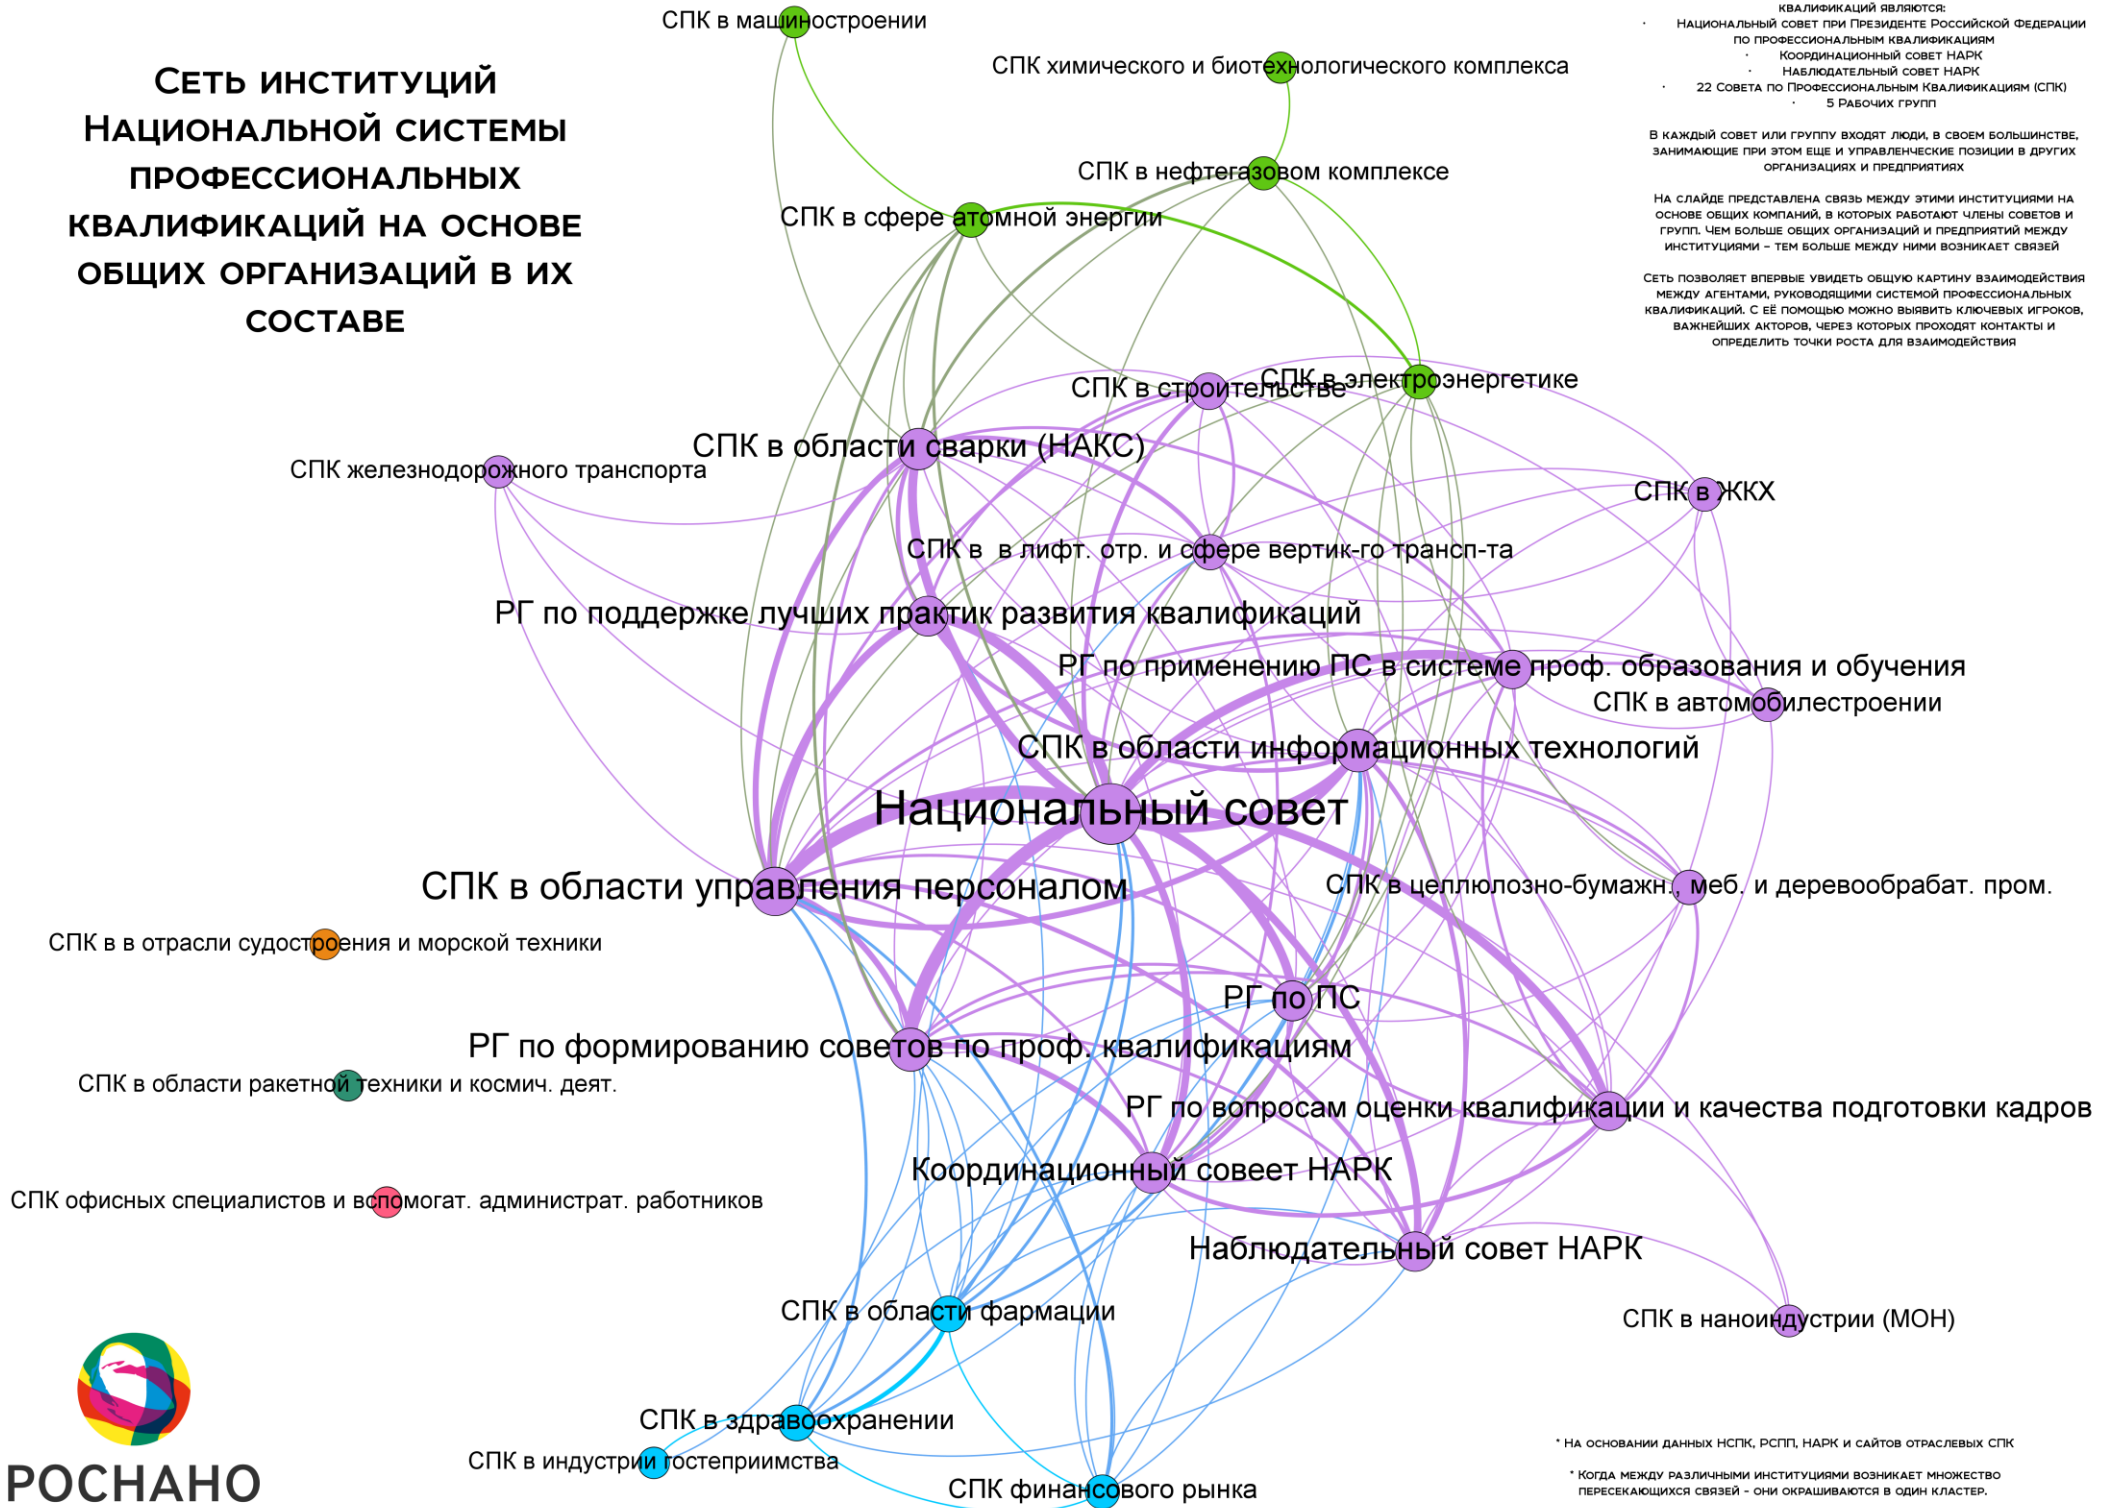 Сеть институций
Национальной системы
профессиональных
квалификаций на основе
общих организаций в их
составе
квалификаций являются:
· Национальный совет при Президенте Российской Федерации
по профессиональным квалификациям
· Координационный совет НАРК
· Наблюдательный совет НАРК
· 22 Совета по Профессиональным Квалификациям (СПК)
· 5 Рабочих групп
В каждый совет или группу входят люди, в своем большинстве,
занимающие при этом еще и управленческие позиции в других
организациях и предприятиях
На слайде представлена связь между этими институциями на
основе общих компаний, в которых работают члены советов и
групп. Чем больше общих организаций и предприятий между
институциями – тем больше между ними возникает связей
Сеть позволяет впервые увидеть общую картину взаимодействия
между агентами, руководящими системой профессиональных
квалификаций. С её помощью можно выявить ключевых игроков,
важнейших акторов, через которых проходят контакты и
определить точки роста для взаимодействия
СПК в машиностроении
СПК химического и биотехнологического комплекса
СПК в нефтегазовом комплексе
СПК в сфере атомной энергии
СПК в строительстве
СПК в электроэнергетике
СПК в области сварки (НАКС)
СПК железнодорожного транспорта
СПК в ЖКХ
СПК в  в лифт. отр. и сфере вертик-го трансп-та
РГ по поддержке лучших практик развития квалификаций
РГ по применению ПС в системе проф. образования и обучения
СПК в автомобилестроении
СПК в области информационных технологий
Национальный совет
СПК в области управления персоналом
СПК в целлюлозно-бумажн., меб. и деревообрабат. пром.
СПК в в отрасли судостроения и морской техники
РГ по ПС
РГ по формированию советов по проф. квалификациям
СПК в области ракетной техники и космич. деят.
РГ по вопросам оценки квалификации и качества подготовки кадров
Координационный совеет НАРК
СПК офисных специалистов и вспомогат. администрат. работников
Наблюдательный совет НАРК
СПК в области фармации
СПК в наноиндустрии (МОН)
СПК в здравоохранении
СПК в индустрии гостеприимства
СПК финансового рынка
РОСНАНО
* На основании данных НСПК, РСПП, НАРК и сайтов отраслевых СПК
* Когда между различными институциями возникает множество
пересекающихся связей - они окрашиваются в один кластер.